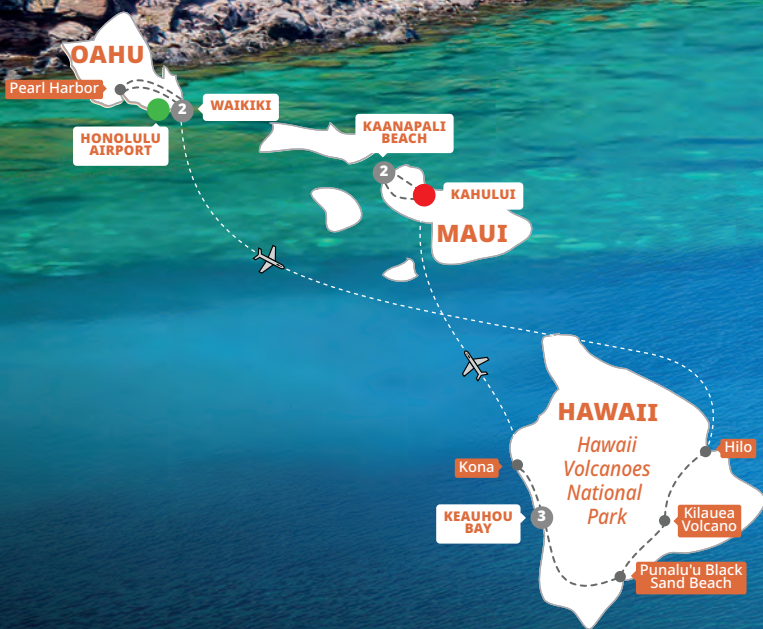 OAHU
Pearl Harbor
2
WAIKIKI
HONOLULU
AIRPORT
KAANAPALI
BEACH
2
KAHULUI
MAUI
HAWAII
Hawaii
Volcanoes
National
Park
Hilo
Kona
KEAUHOU
BAY
3
Kilauea
Volcano
Punalu'u Black
Sand Beach